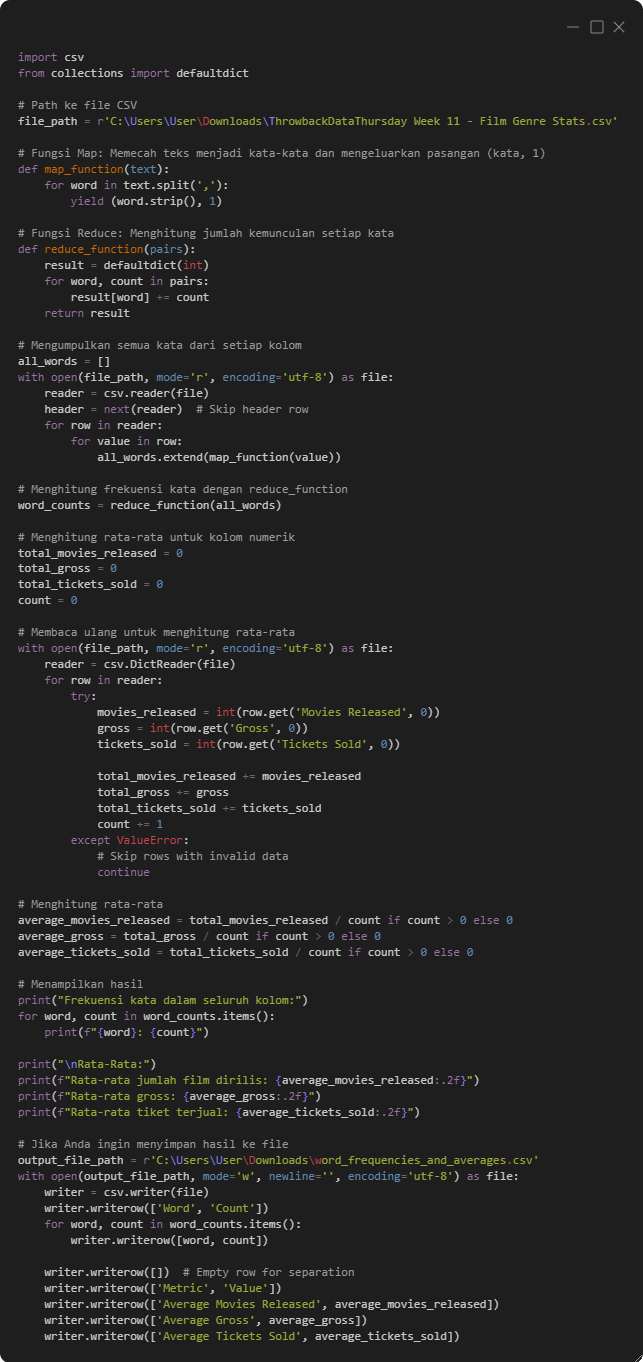 import csv
from collections import defaultdict

# Path ke file CSV
file_path = r'C:\Users\User\Downloads\ThrowbackDataThursday Week 11 - Film Genre Stats.csv'

# Fungsi Map: Memecah teks menjadi kata-kata dan mengeluarkan pasangan (kata, 1)
def map_function(text):
    for word in text.split(','):
        yield (word.strip(), 1)

# Fungsi Reduce: Menghitung jumlah kemunculan setiap kata
def reduce_function(pairs):
    result = defaultdict(int)
    for word, count in pairs:
        result[word] += count
    return result

# Mengumpulkan semua kata dari setiap kolom
all_words = []
with open(file_path, mode='r', encoding='utf-8') as file:
    reader = csv.reader(file)
    header = next(reader)  # Skip header row
    for row in reader:
        for value in row:
            all_words.extend(map_function(value))

# Menghitung frekuensi kata dengan reduce_function
word_counts = reduce_function(all_words)

# Menghitung rata-rata untuk kolom numerik
total_movies_released = 0
total_gross = 0
total_tickets_sold = 0
count = 0

# Membaca ulang untuk menghitung rata-rata
with open(file_path, mode='r', encoding='utf-8') as file:
    reader = csv.DictReader(file)
    for row in reader:
        try:
            movies_released = int(row.get('Movies Released', 0))
            gross = int(row.get('Gross', 0))
            tickets_sold = int(row.get('Tickets Sold', 0))

            total_movies_released += movies_released
            total_gross += gross
            total_tickets_sold += tickets_sold
            count += 1
        except ValueError:
            # Skip rows with invalid data
            continue

# Menghitung rata-rata
average_movies_released = total_movies_released / count if count > 0 else 0
average_gross = total_gross / count if count > 0 else 0
average_tickets_sold = total_tickets_sold / count if count > 0 else 0

# Menampilkan hasil
print("Frekuensi kata dalam seluruh kolom:")
for word, count in word_counts.items():
    print(f"{word}: {count}")

print("\nRata-Rata:")
print(f"Rata-rata jumlah film dirilis: {average_movies_released:.2f}")
print(f"Rata-rata gross: {average_gross:.2f}")
print(f"Rata-rata tiket terjual: {average_tickets_sold:.2f}")

# Jika Anda ingin menyimpan hasil ke file
output_file_path = r'C:\Users\User\Downloads\word_frequencies_and_averages.csv'
with open(output_file_path, mode='w', newline='', encoding='utf-8') as file:
    writer = csv.writer(file)
    writer.writerow(['Word', 'Count'])
    for word, count in word_counts.items():
        writer.writerow([word, count])

    writer.writerow([])  # Empty row for separation
    writer.writerow(['Metric', 'Value'])
    writer.writerow(['Average Movies Released', average_movies_released])
    writer.writerow(['Average Gross', average_gross])
    writer.writerow(['Average Tickets Sold', average_tickets_sold])